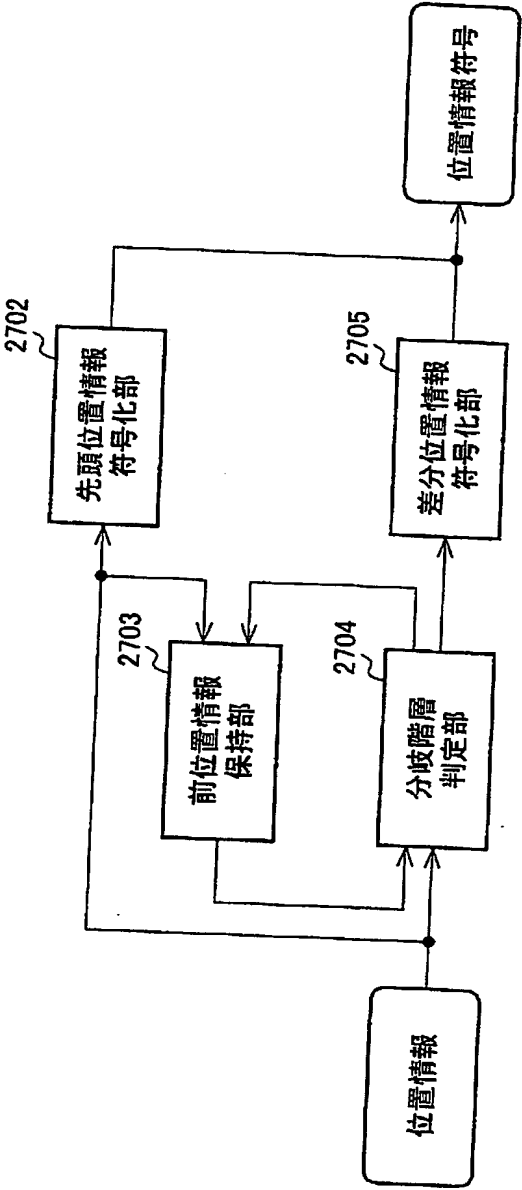 位置情報
2702
先頭位置情報
符号化部
2703
前位置情報
保持部
2704
分岐階層
判定部
2705
差分位置情報
符号化部
位置情報符号